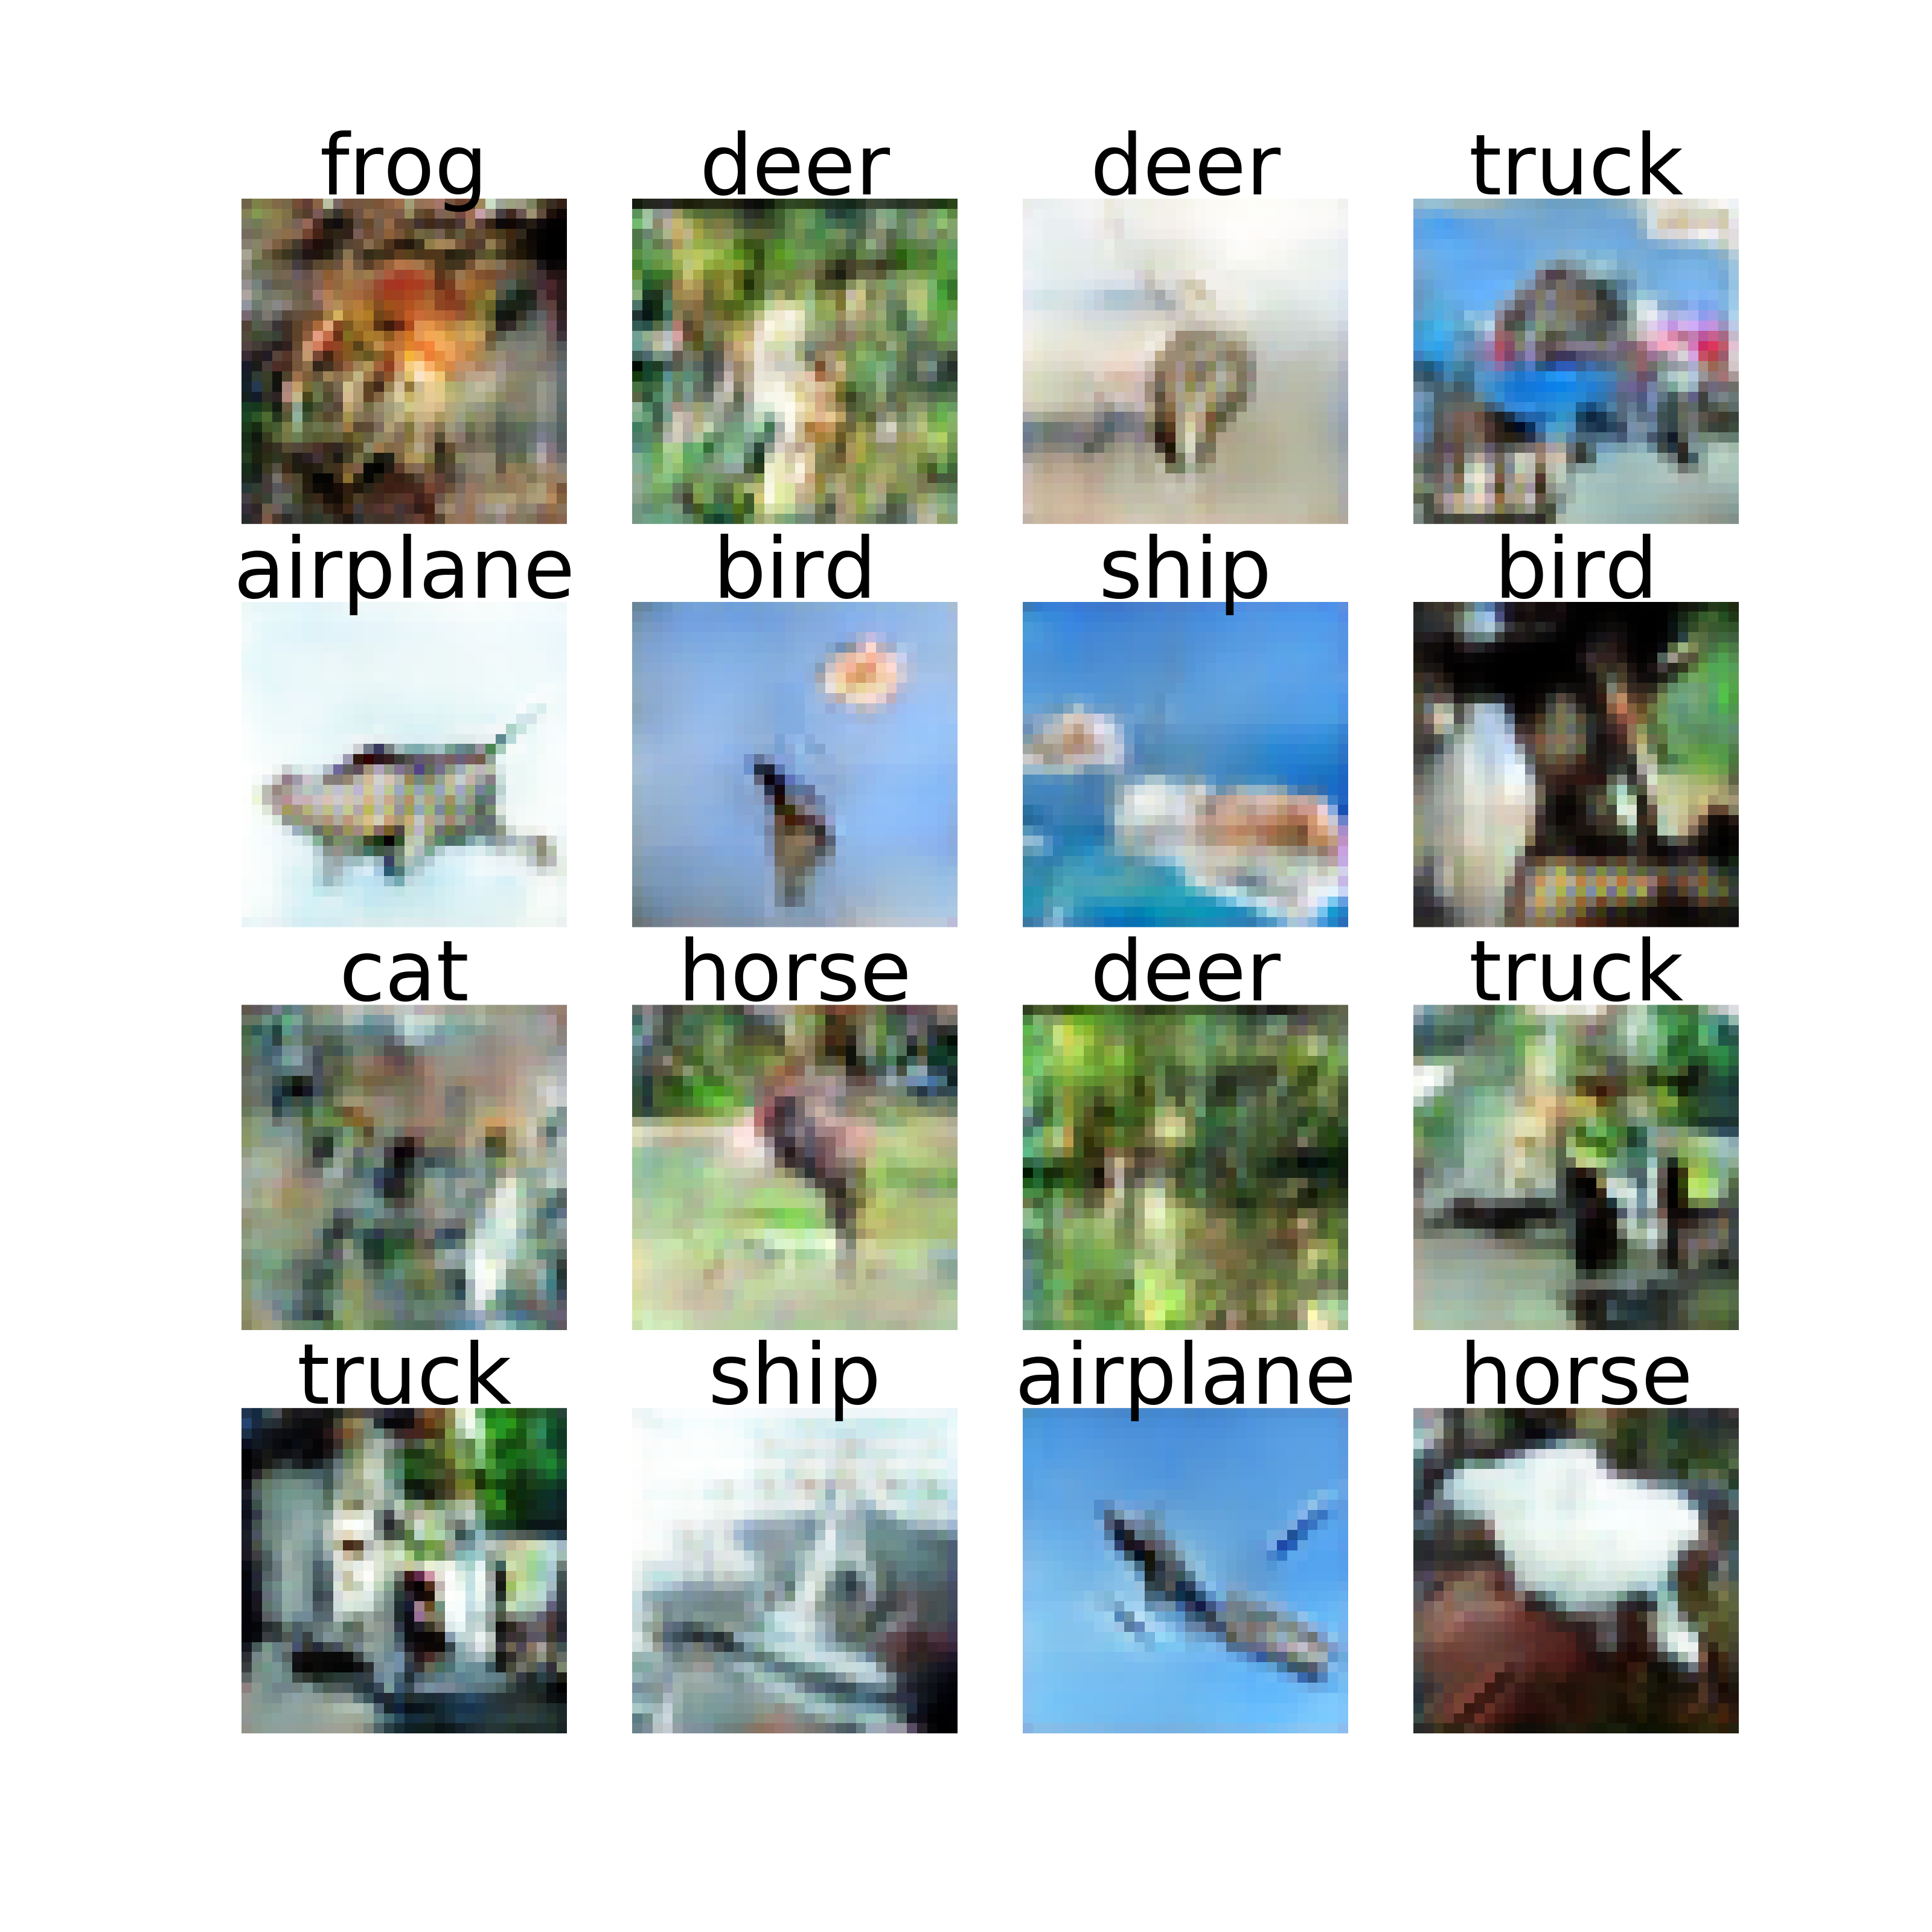 frog deer deer truck
airplane bird ship bird
cat horse deer truck
truck ship airplane horse